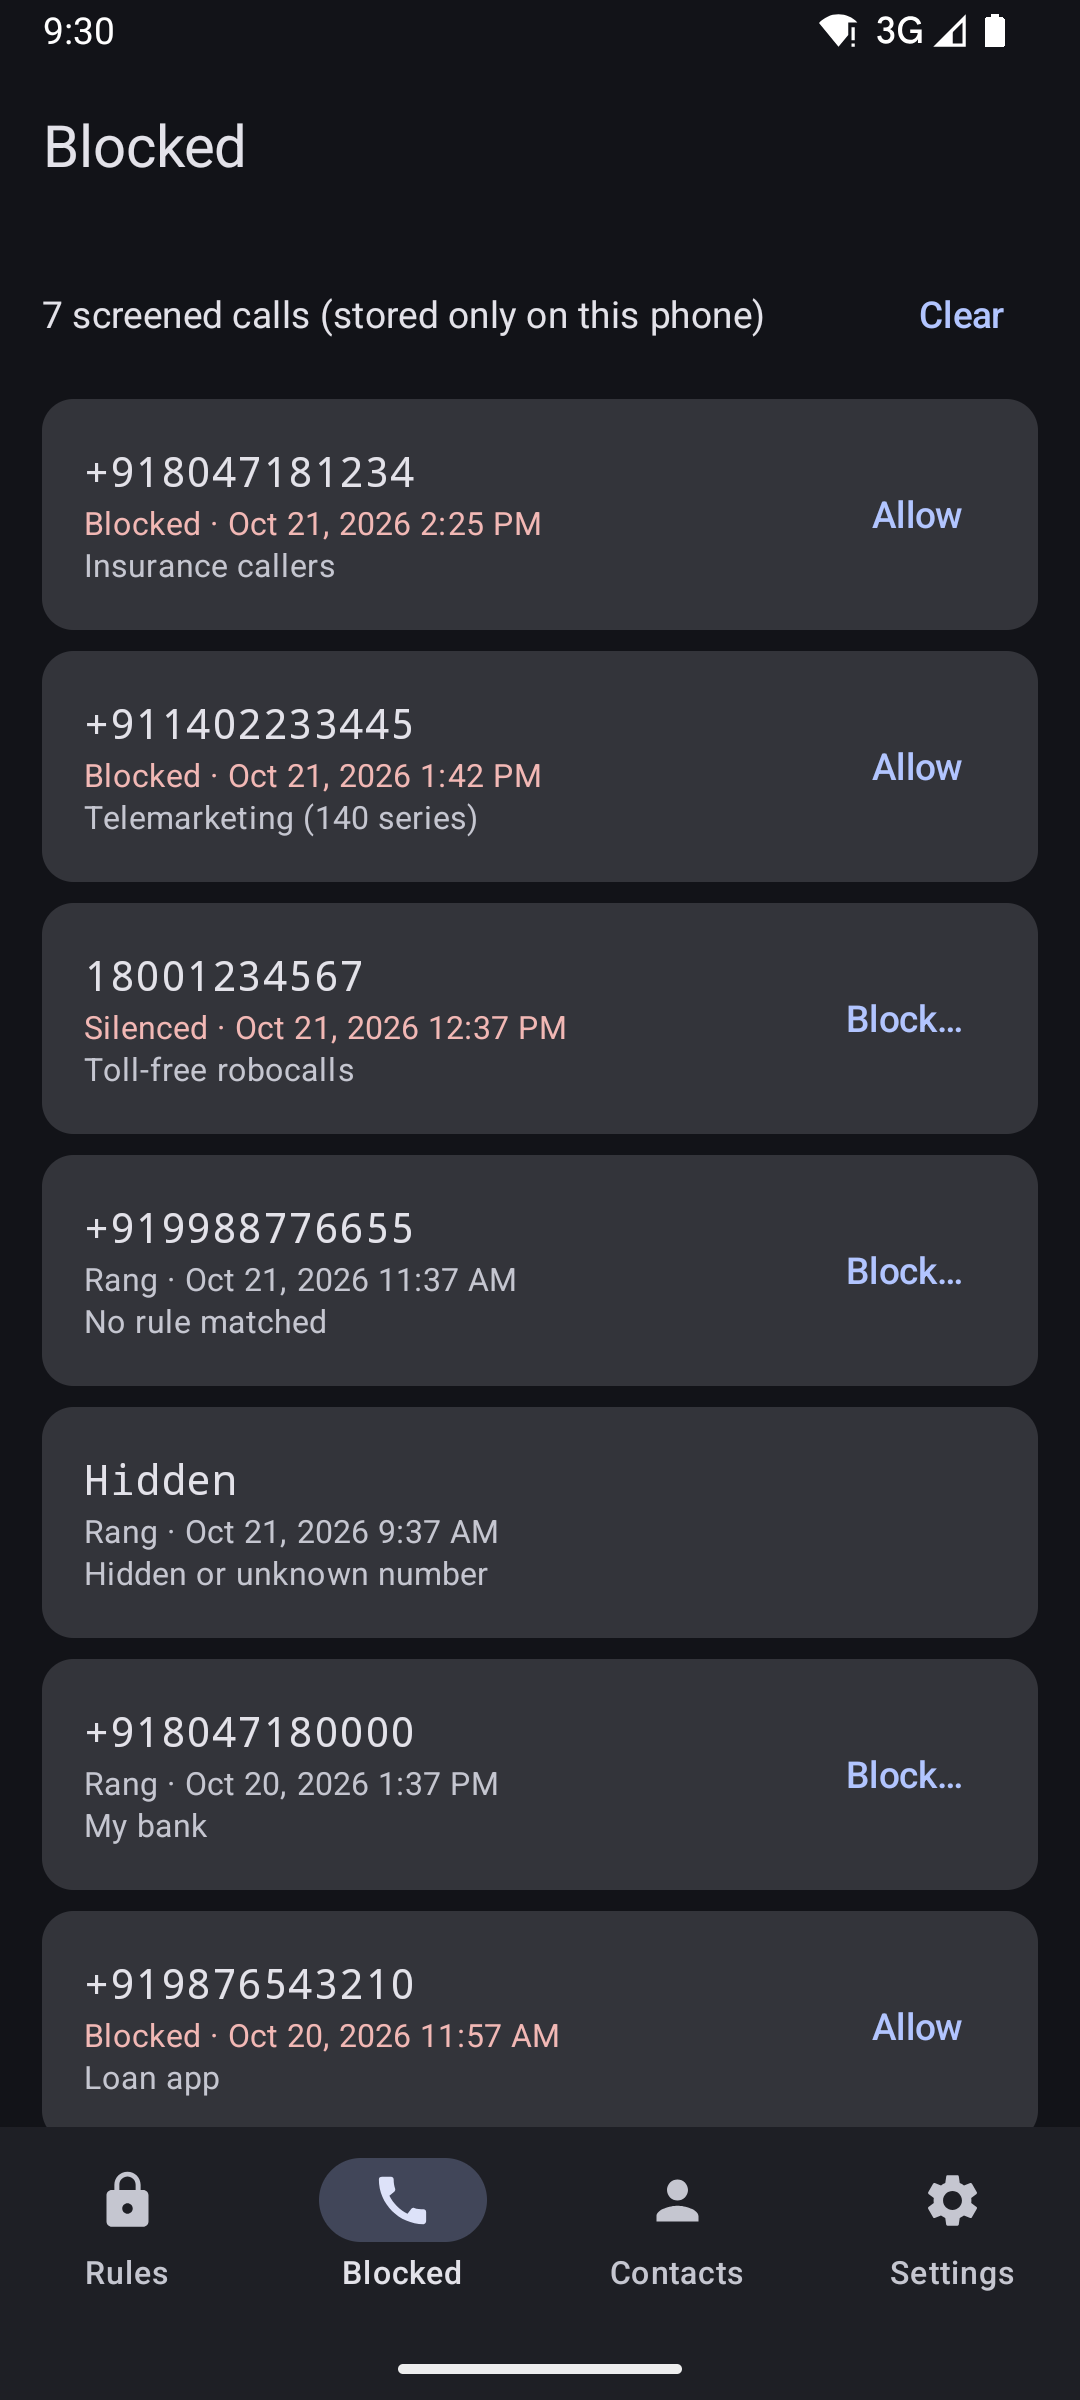 9:30
3G
Blocked
7 screened calls (stored only on this phone)
Clear
+918047181234
Blocked · Oct 21, 2026 2:25 PM
Insurance callers
Allow
+911402233445
Blocked · Oct 21, 2026 1:42 PM
Telemarketing (140 series)
Allow
18001234567
Silenced · Oct 21, 2026 12:37 PM
Toll-free robocalls
Block…
+919988776655
Rang · Oct 21, 2026 11:37 AM
No rule matched
Block…
Hidden
Rang · Oct 21, 2026 9:37 AM
Hidden or unknown number
+918047180000
Rang · Oct 20, 2026 1:37 PM
My bank
Block…
+919876543210
Blocked · Oct 20, 2026 11:57 AM
Loan app
Allow
Rules
Blocked
Contacts
Settings